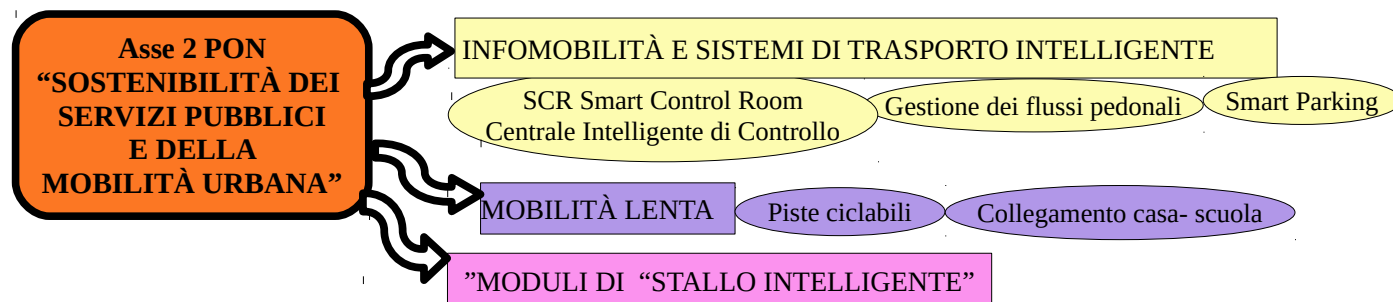 Asse 2 PON
“SOSTENIBILITÀ DEI
SERVIZI PUBBLICI
E DELLA
MOBILITÀ URBANA”
INFOMOBILITÀ E SISTEMI DI TRASPORTO INTELLIGENTE
SCR Smart Control Room
Centrale Intelligente di Controllo
Gestione dei flussi pedonali
Smart Parking
MOBILITÀ LENTA
Piste ciclabili
Collegamento casa- scuola
”MODULI DI “STALLO INTELLIGENTE”